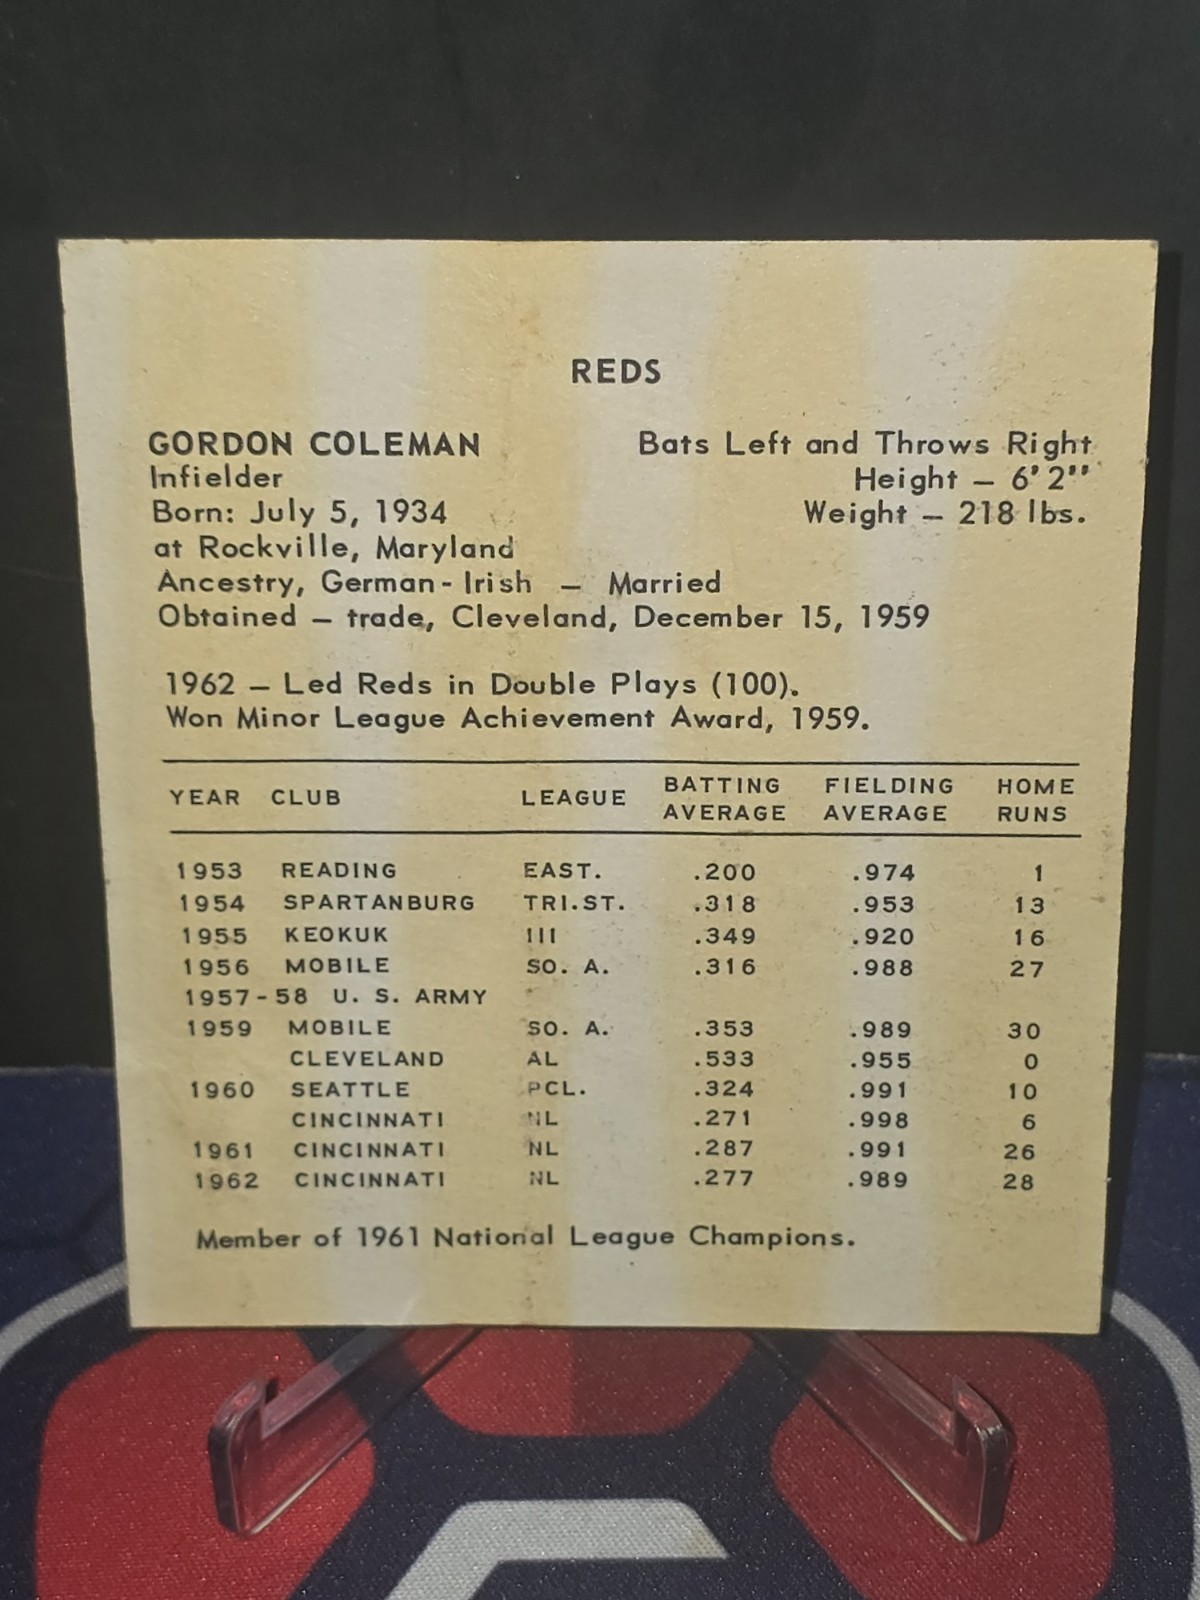 REDS
GORDON COLEMAN Bats Left and Throws Right
Infielder Height – 6'2"
Born: July 5, 1934 Weight – 218 lbs.
at Rockville, Maryland
Ancestry, German-Irish – Married
Obtained – trade, Cleveland, December 15, 1959
1962 – Led Reds in Double Plays (100).
Won Minor League Achievement Award, 1959.
YEAR CLUB LEAGUE BATTING AVERAGE FIELDING AVERAGE HOME RUNS
1953 READING EAST. .200 .974 1
1954 SPARTANBURG TRI.ST. .318 .953 13
1955 KEOKUK III .349 .920 16
1956 MOBILE SO. A. .316 .988 27
1957-58 U. S. ARMY
1959 MOBILE SO. A. .353 .989 30
CLEVELAND AL .533 .955 0
1960 SEATTLE PCL. .324 .991 10
CINCINNATI NL .271 .998 6
1961 CINCINNATI NL .287 .991 26
1962 CINCINNATI NL .277 .989 28
Member of 1961 National League Champions.